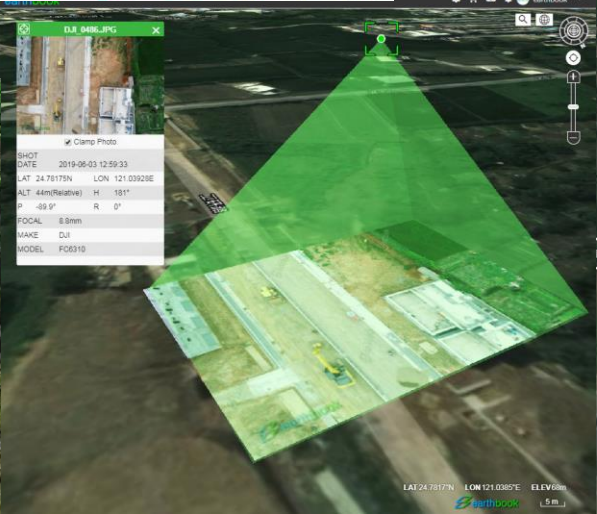 earthbook
earthbook
DJI_0486.JPG
Clamp Photo
SHOT
DATE 2019-06-03 12:59:33
LAT 24.78175N LON 121.03928E
ALT 44m(Relative) H 181°
P -89.9° R 0°
FOCAL 8.8mm
MAKE DJI
MODEL FC6310
earthbook
LAT 24.7817°N LON 121.0385°E ELEV 68m
earthbook 5 m